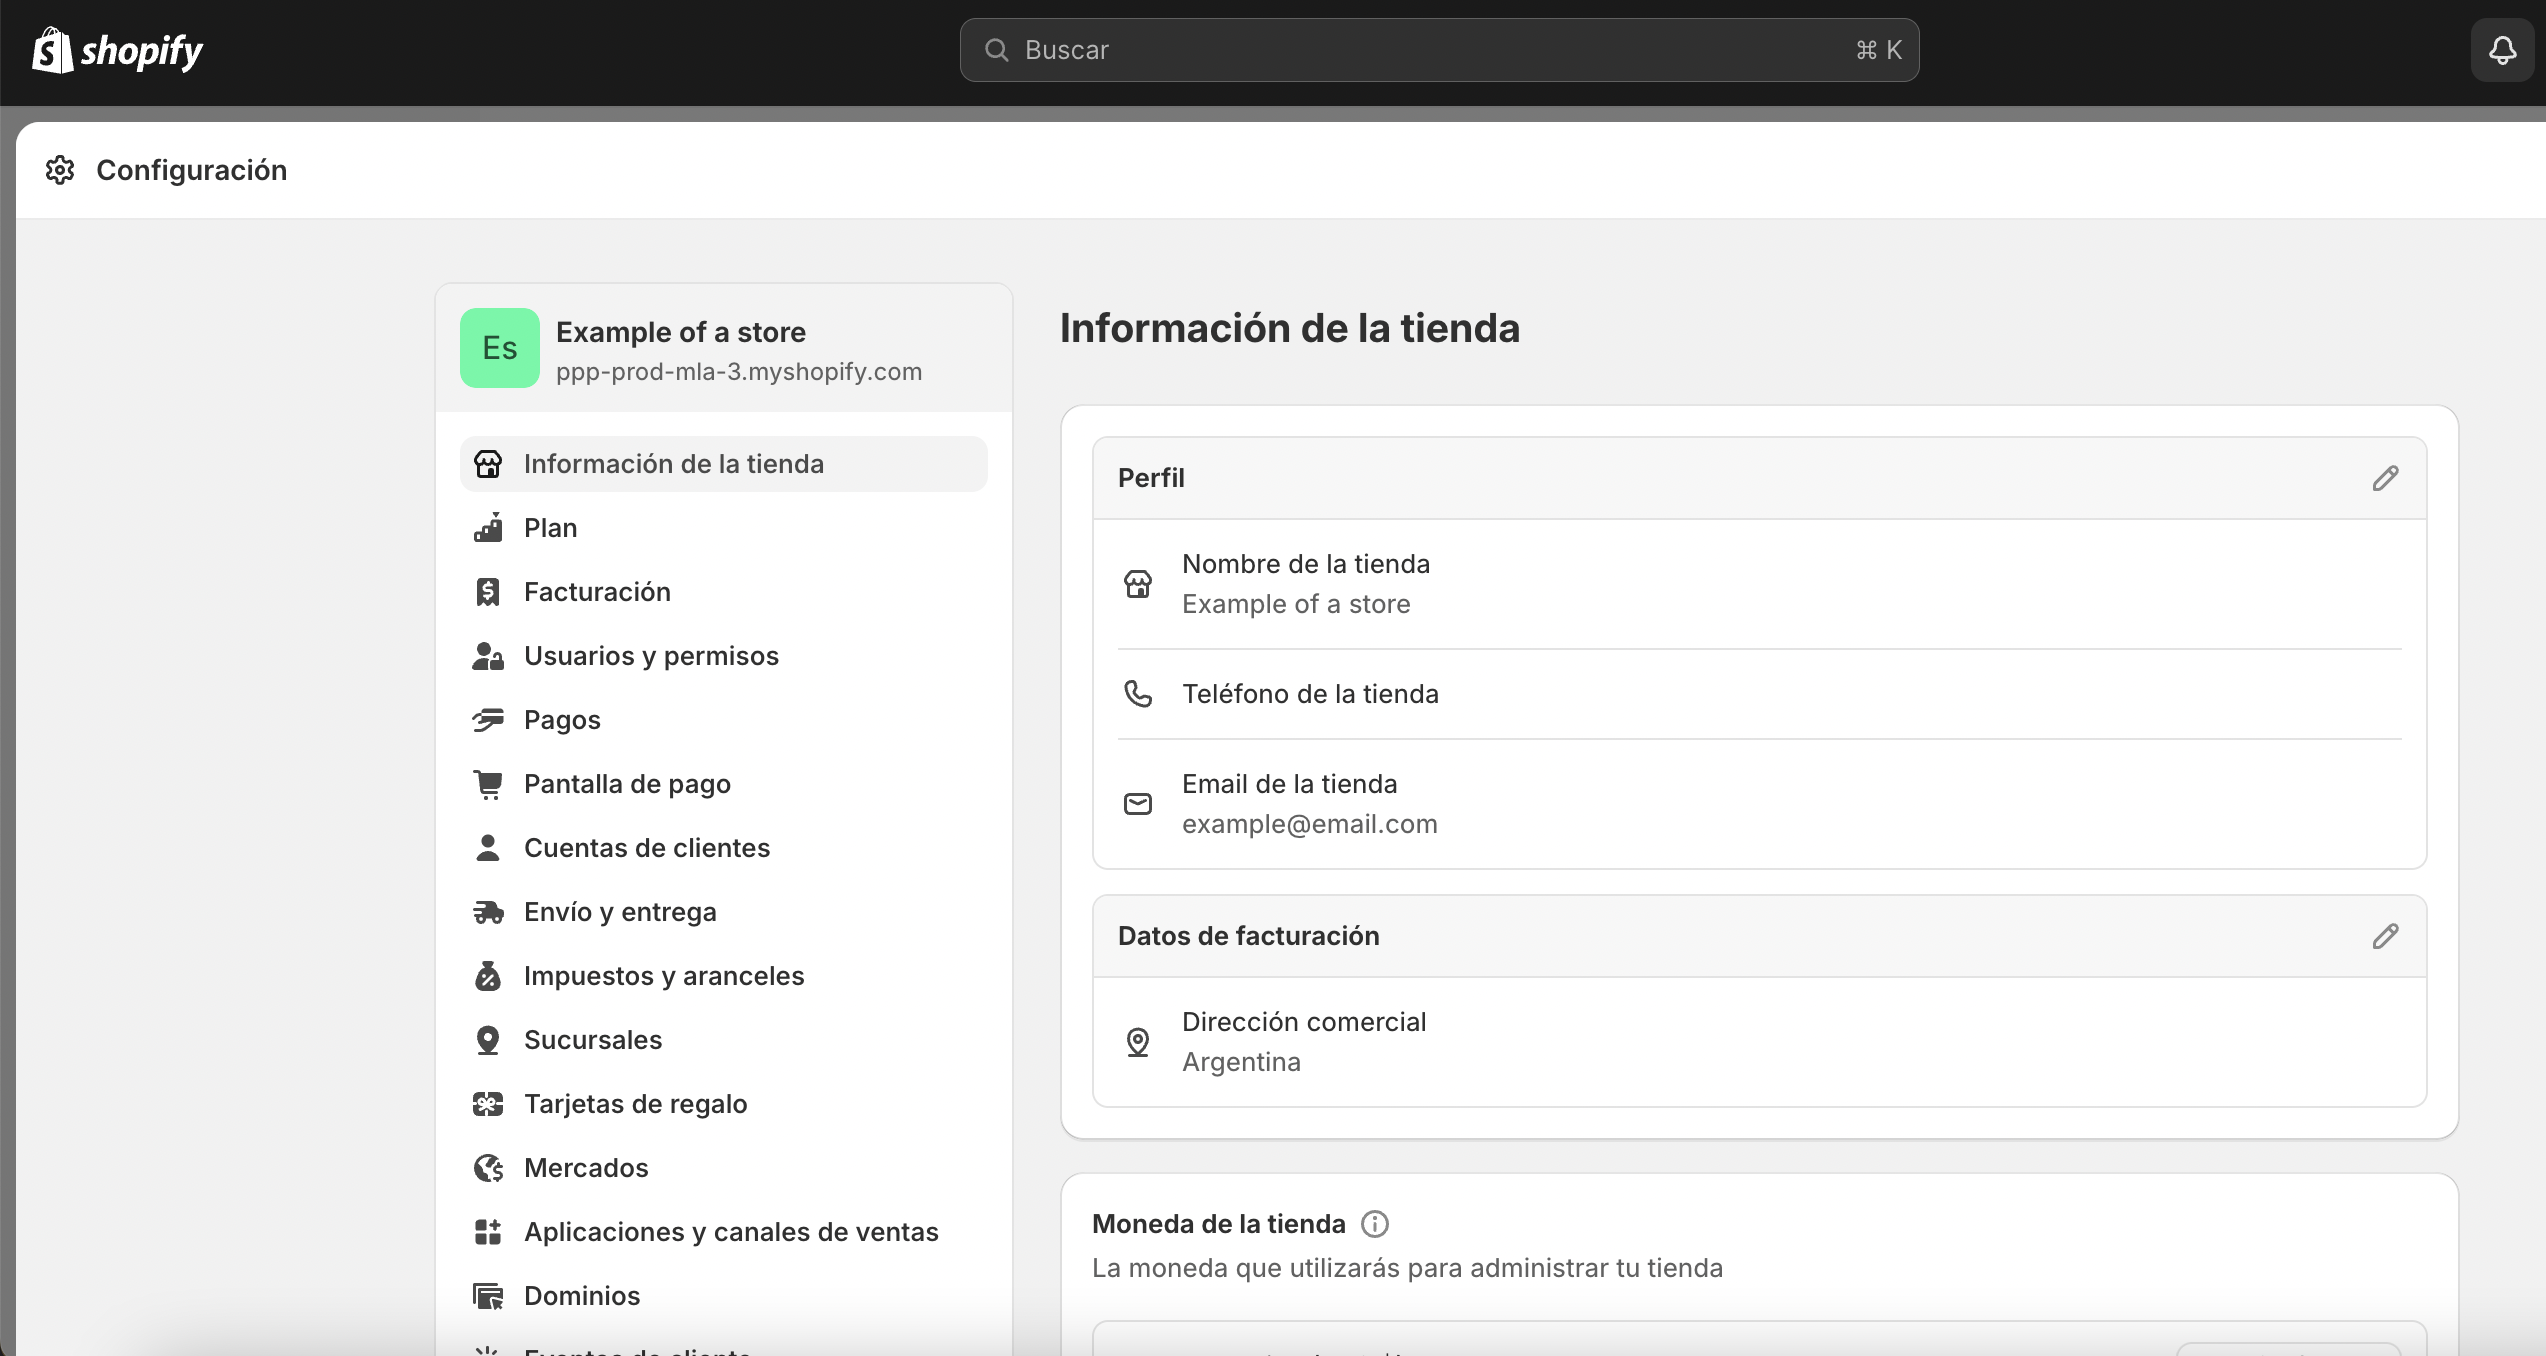 shopify
Buscar
⌘ K
Configuración
Es
Example of a store
ppp-prod-mla-3.myshopify.com
Información de la tienda
Plan
Facturación
Usuarios y permisos
Pagos
Pantalla de pago
Cuentas de clientes
Envío y entrega
Impuestos y aranceles
Sucursales
Tarjetas de regalo
Mercados
Aplicaciones y canales de ventas
Dominios
Información de la tienda
Perfil
Nombre de la tienda
Example of a store
Teléfono de la tienda
Email de la tienda
example@email.com
Datos de facturación
Dirección comercial
Argentina
Moneda de la tienda
La moneda que utilizarás para administrar tu tienda